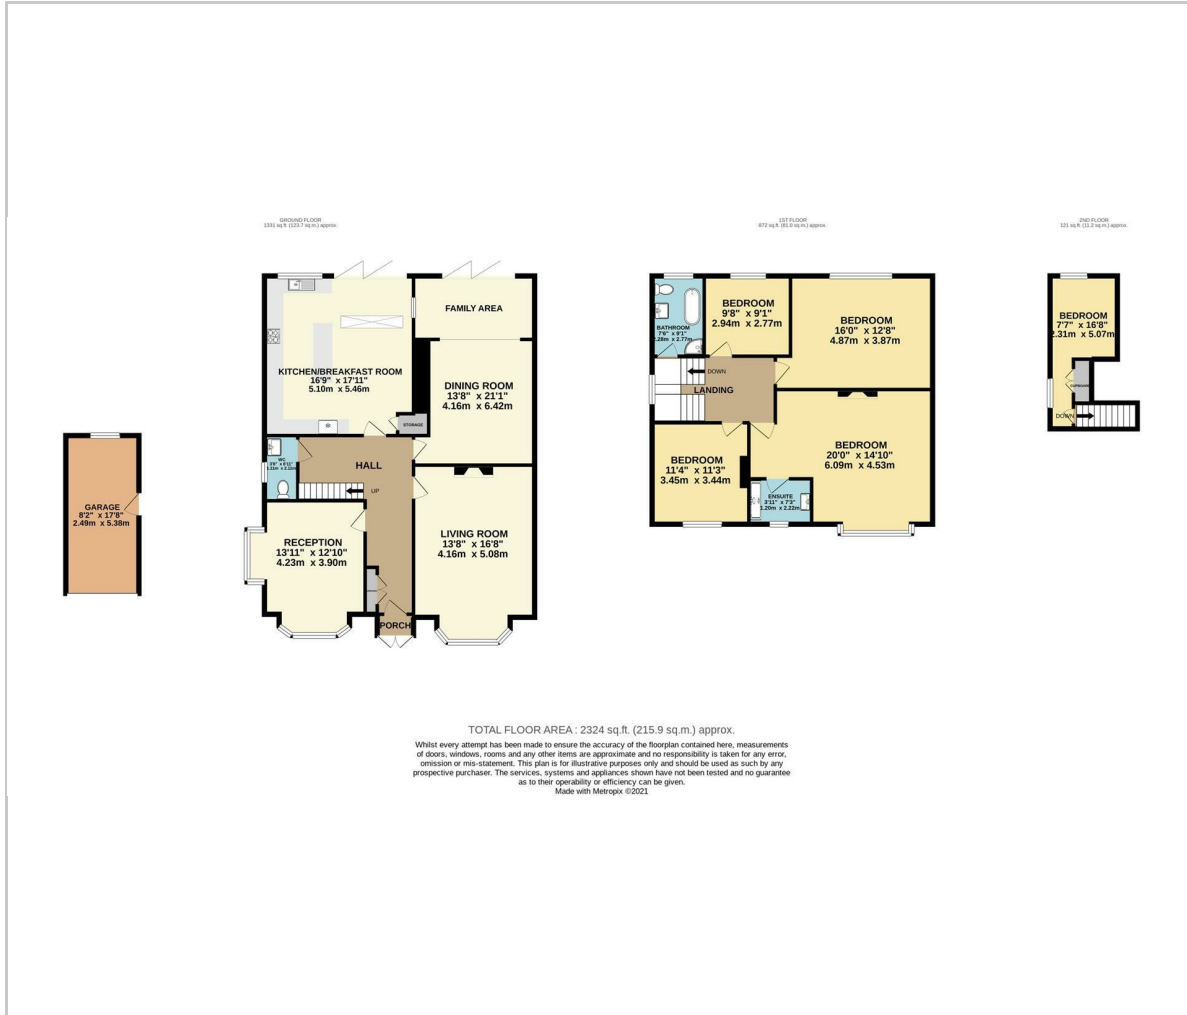 GROUND FLOOR
1331 sq.ft. (123.7 sq.m.) approx.
1ST FLOOR
872 sq.ft. (81.0 sq.m.) approx.
2ND FLOOR
121 sq.ft. (11.2 sq.m.) approx.
GARAGE
8'2" x 17'8"
2.49m x 5.38m
FAMILY AREA
KITCHEN/BREAKFAST ROOM
16'9" x 17'11"
5.10m x 5.46m
DINING ROOM
13'8" x 21'1"
4.16m x 6.42m
STORAGE
WC
HALL
UP
RECEPTION
13'11" x 12'10"
4.23m x 3.90m
LIVING ROOM
13'8" x 16'8"
4.16m x 5.08m
PORCH
BATHROOM
7'6" x 9'1"
2.28m x 2.77m
BEDROOM
9'8" x 9'1"
2.94m x 2.77m
BEDROOM
16'0" x 12'8"
4.87m x 3.87m
DOWN
LANDING
BEDROOM
11'4" x 11'3"
3.45m x 3.44m
BEDROOM
20'0" x 14'10"
6.09m x 4.53m
ENSUITE
3'11" x 7'3"
1.20m x 2.22m
BEDROOM
7'7" x 16'8"
2.31m x 5.07m
CUPBOARD
DOWN
TOTAL FLOOR AREA : 2324 sq.ft. (215.9 sq.m.) approx.
Whilst every attempt has been made to ensure the accuracy of the floorplan contained here, measurements
of doors, windows, rooms and any other items are approximate and no responsibility is taken for any error,
omission or mis-statement. This plan is for illustrative purposes only and should be used as such by any
prospective purchaser. The services, systems and appliances shown have not been tested and no guarantee
as to their operability or efficiency can be given.
Made with Metropix ©2021